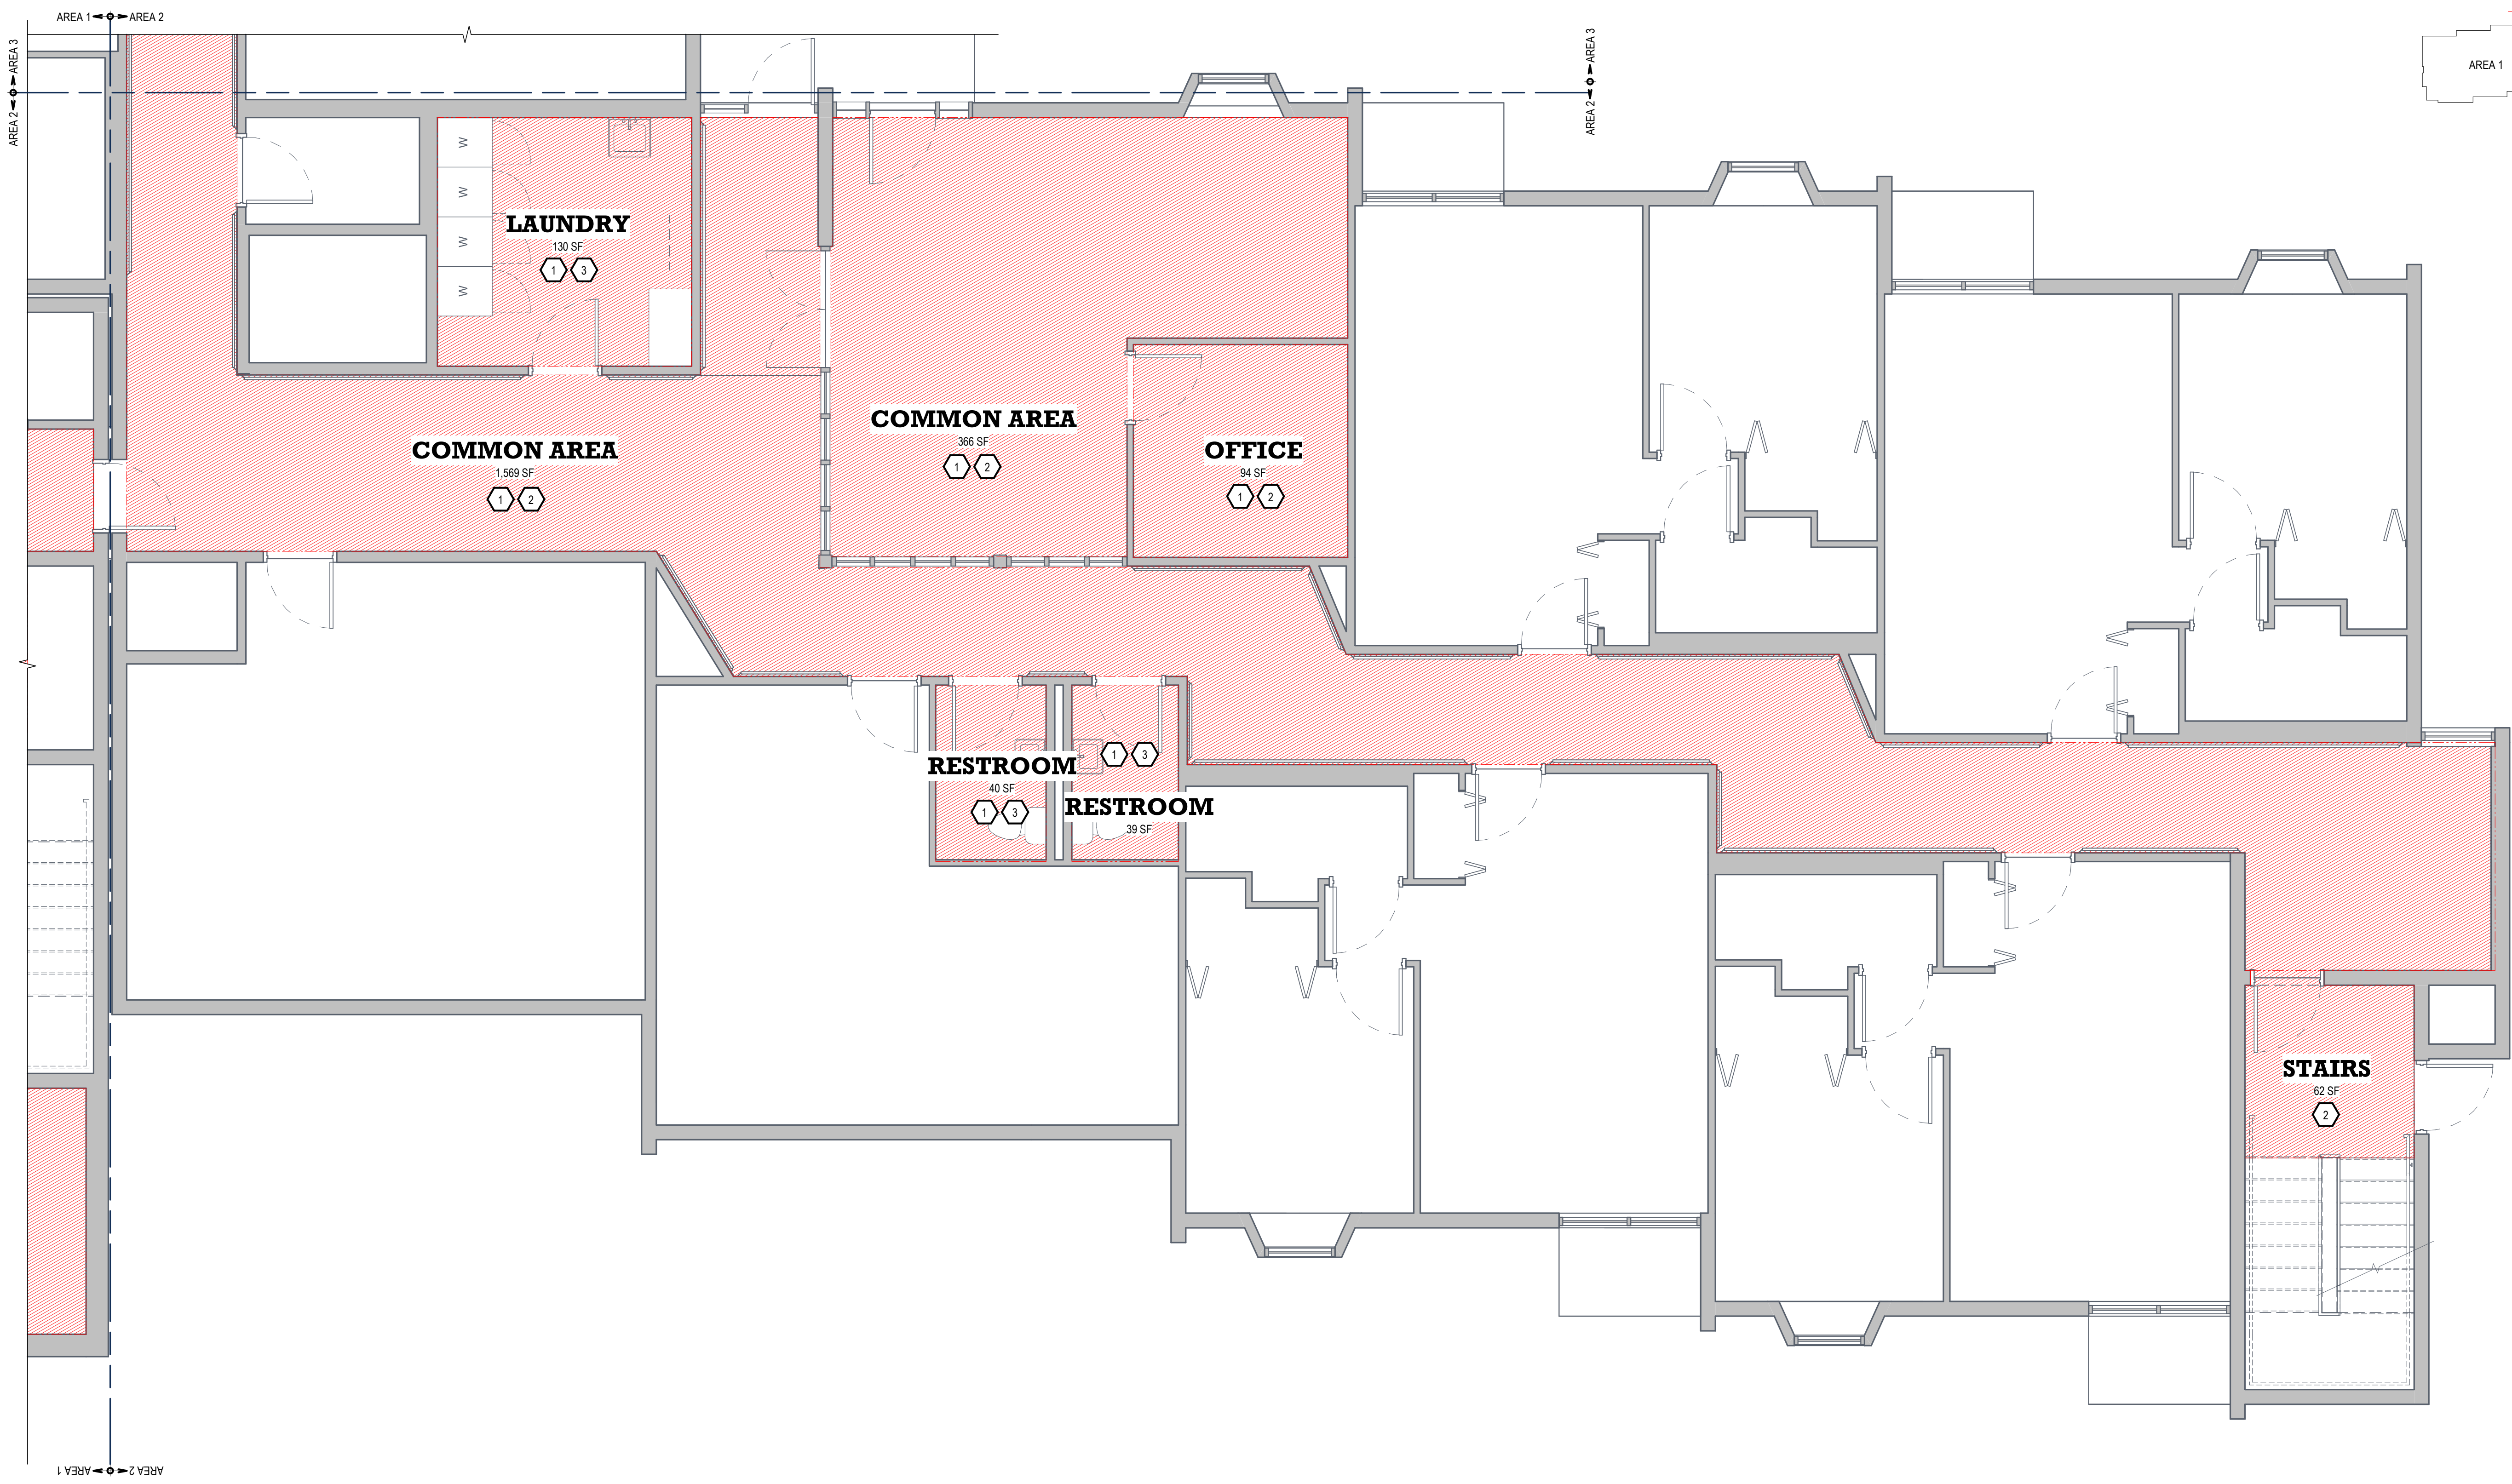 AREA 1 AREA 2
AREA 3
AREA 2
AREA 3
AREA 2
AREA 1
W
W
W
W
LAUNDRY
130 SF
1 3
COMMON AREA
1,569 SF
1 2
COMMON AREA
366 SF
1 2
OFFICE
94 SF
1 2
RESTROOM
40 SF
1 3
1 3
RESTROOM
39 SF
STAIRS
62 SF
2
AREA 1 AREA 2